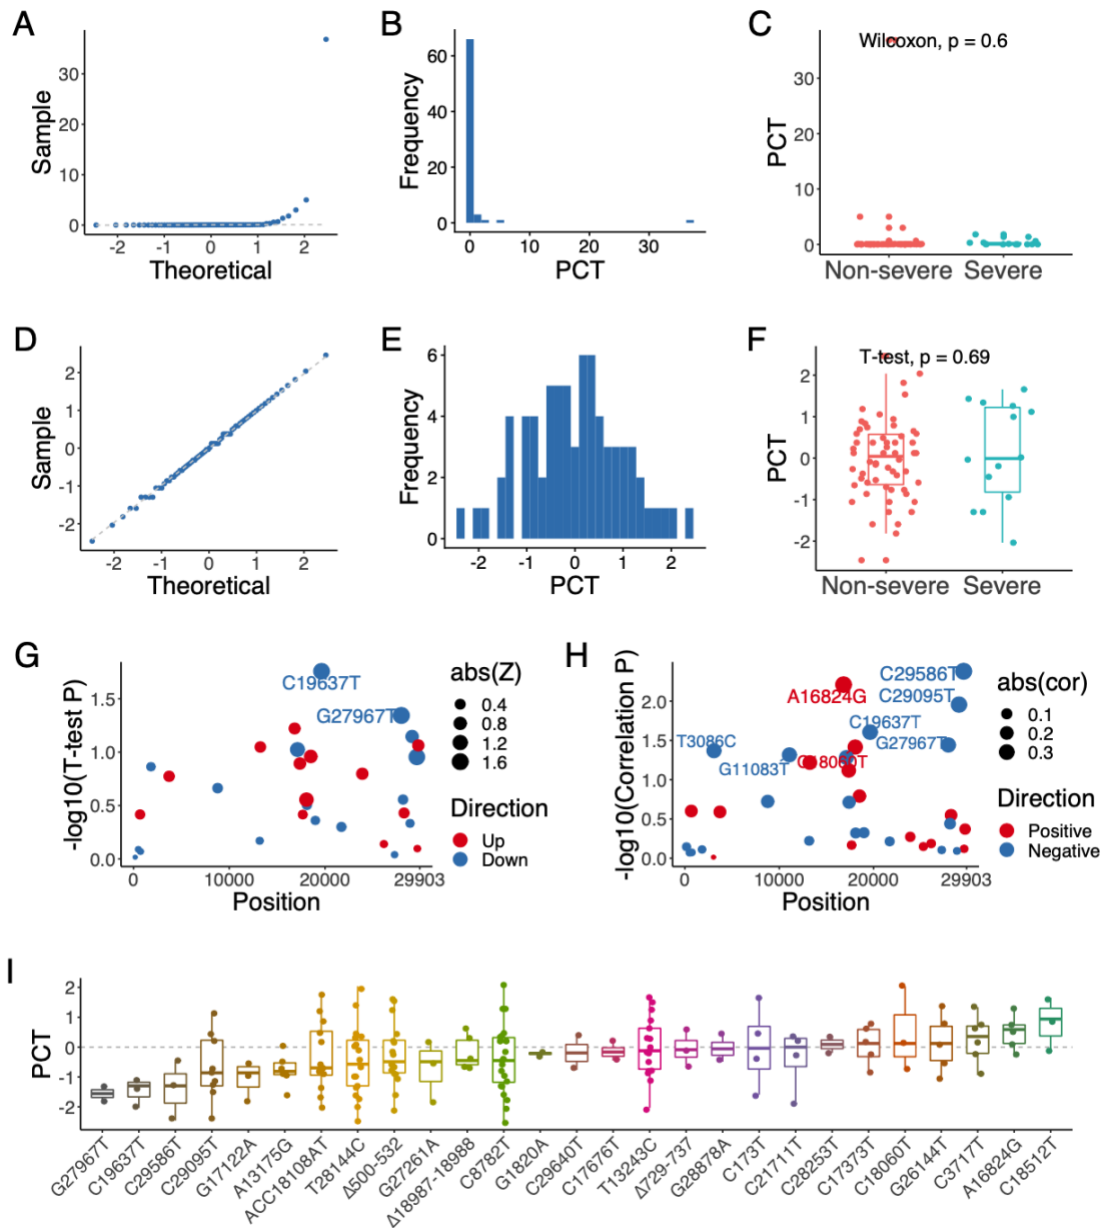 A
Sample
30
20
10
0
-2
-1
0
1
2
Theoretical
B
Frequency
60
40
20
0
0
10
20
30
PCT
C
Wilcoxon, p = 0.6
PCT
30
20
10
0
Non-severe
Severe
D
Sample
2
1
0
-1
-2
-2
-1
0
1
2
Theoretical
E
Frequency
6
4
2
0
-2
-1
0
1
2
PCT
F
T-test, p = 0.69
PCT
2
1
0
-1
-2
Non-severe
Severe
G
-log10(T-test P)
1.5
1.0
0.5
0.0
C19637T
G27967T
0
10000
20000
29903
Position
abs(Z)
0.4
0.8
1.2
1.6
Direction
Up
Down
H
-log10(Correlation P)
2.0
1.5
1.0
0.5
0.0
C29586T
A16824G
C29095T
C19637T
T3086C
G27967T
G11083T
C18060T
0
10000
20000
29903
Position
abs(cor)
0.1
0.2
0.3
Direction
Positive
Negative
I
PCT
2
1
0
-1
-2
G27967T
C19637T
C29586T
C29095T
G17122A
A13175G
ACC18108AT
T28144C
Δ500-532
G27261A
Δ18987-18988
C8782T
G1820A
C29640T
C17676T
T13243C
Δ729-737
G28878A
C173T
C21711T
C28253T
C17373T
C18060T
G26144T
C3717T
A16824G
C18512T